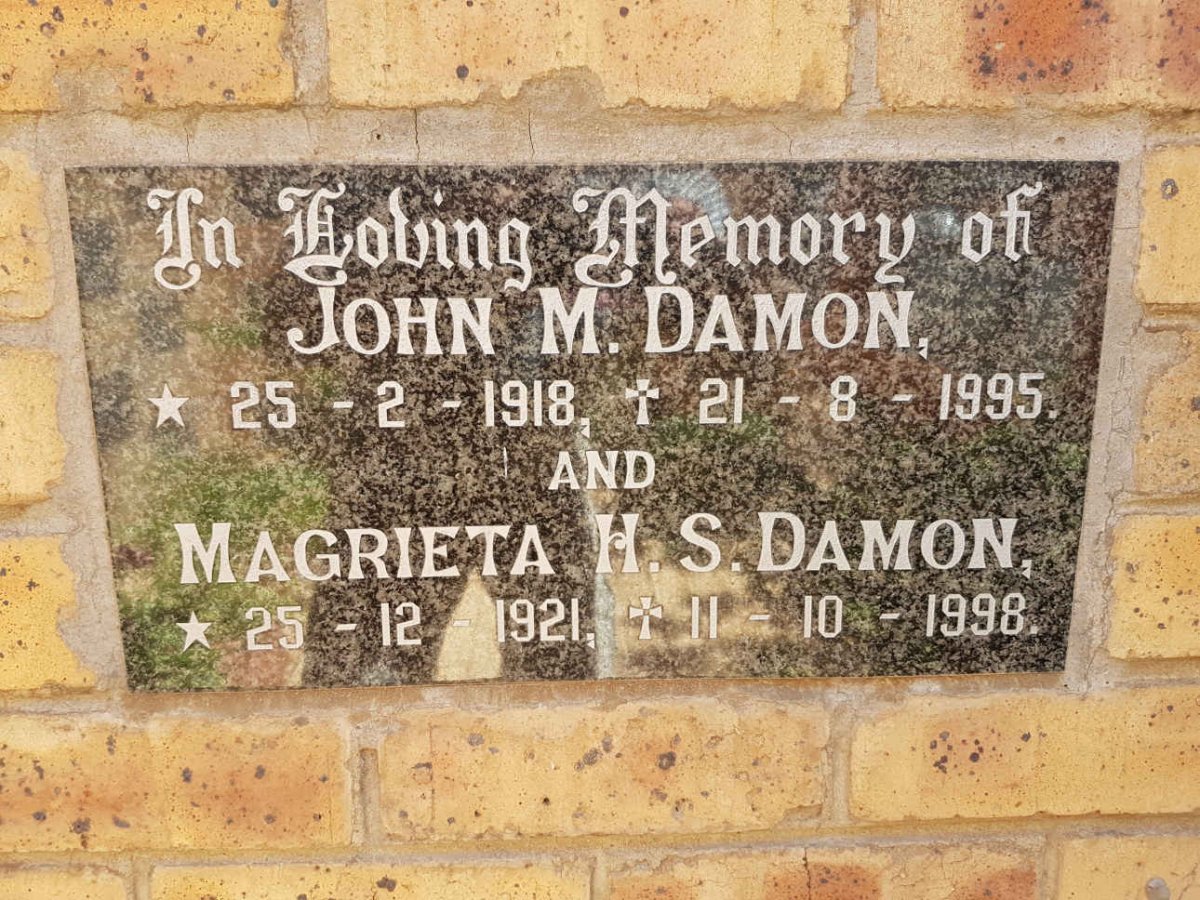 In Loving Memory of
JOHN M. DAMON,
★ 25 - 2 - 1918, ✝ 21 - 8 - 1995.
AND
MAGRIETA H. S. DAMON,
★ 25 - 12 - 1921, ✝ 11 - 10 - 1998.